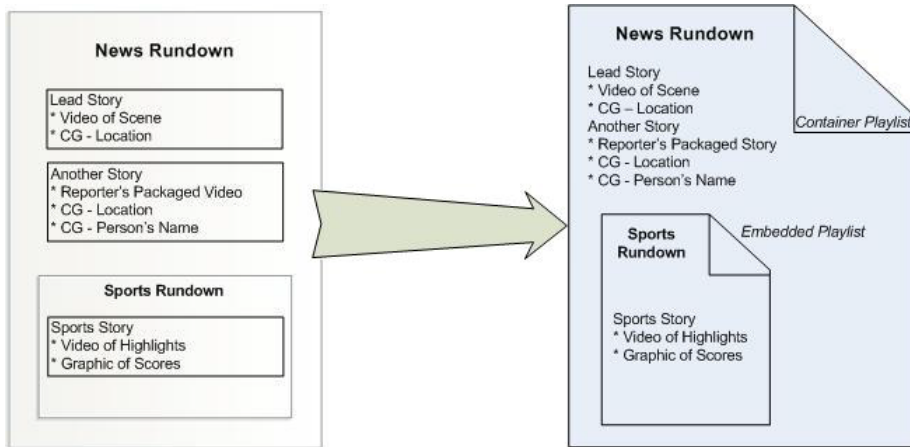 News Rundown
Lead Story
* Video of Scene
* CG - Location
Another Story
* Reporter's Packaged Video
* CG - Location
* CG - Person's Name
Sports Rundown
Sports Story
* Video of Highlights
* Graphic of Scores
News Rundown
Lead Story
* Video of Scene
* CG – Location
Container Playlist
Another Story
* Reporter's Packaged Story
* CG - Location
* CG - Person's Name
Embedded Playlist
Sports
Rundown
Sports Story
* Video of Highlights
* Graphic of Scores